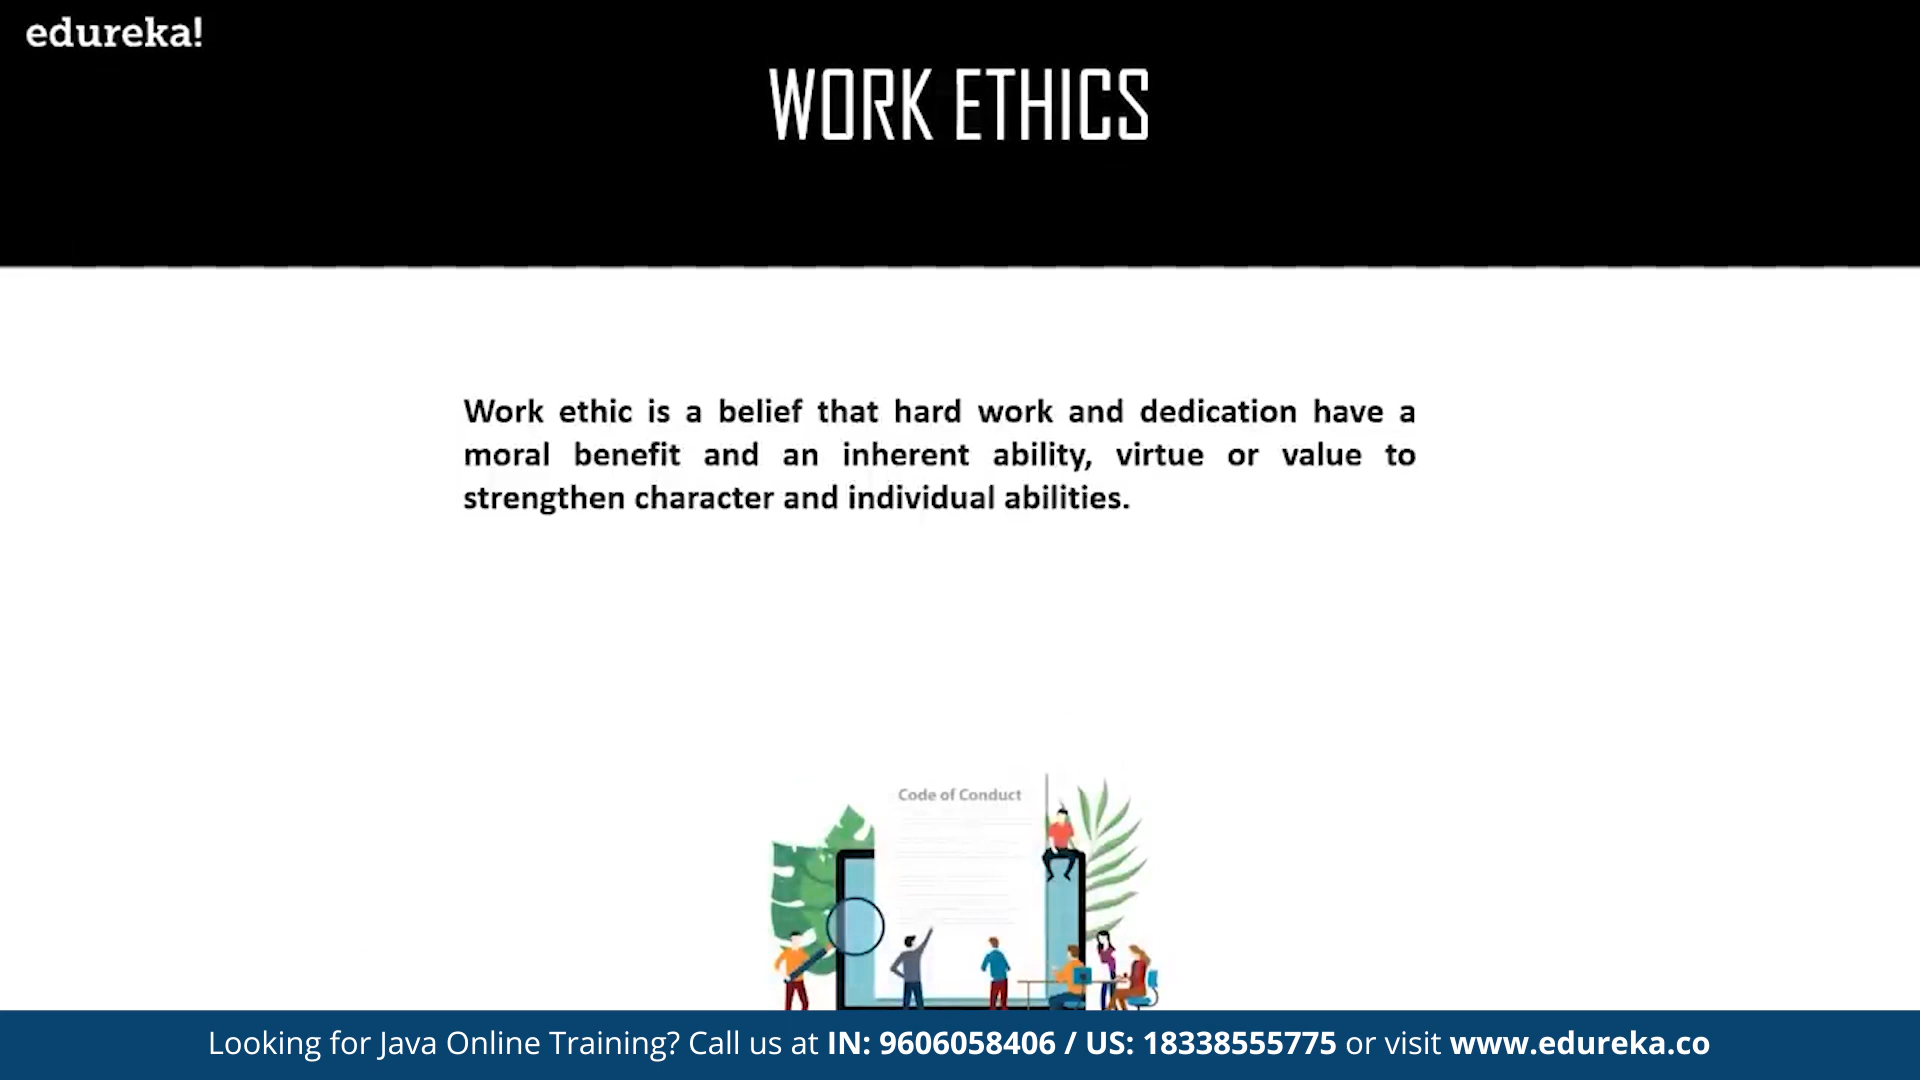 edureka!
WORK ETHICS
Work ethic is a belief that hard work and dedication have a
moral benefit and an inherent ability, virtue or value to
strengthen character and individual abilities.
Code of Conduct
Looking for Java Online Training? Call us at IN: 9606058406 / US: 18338555775 or visit www.edureka.co